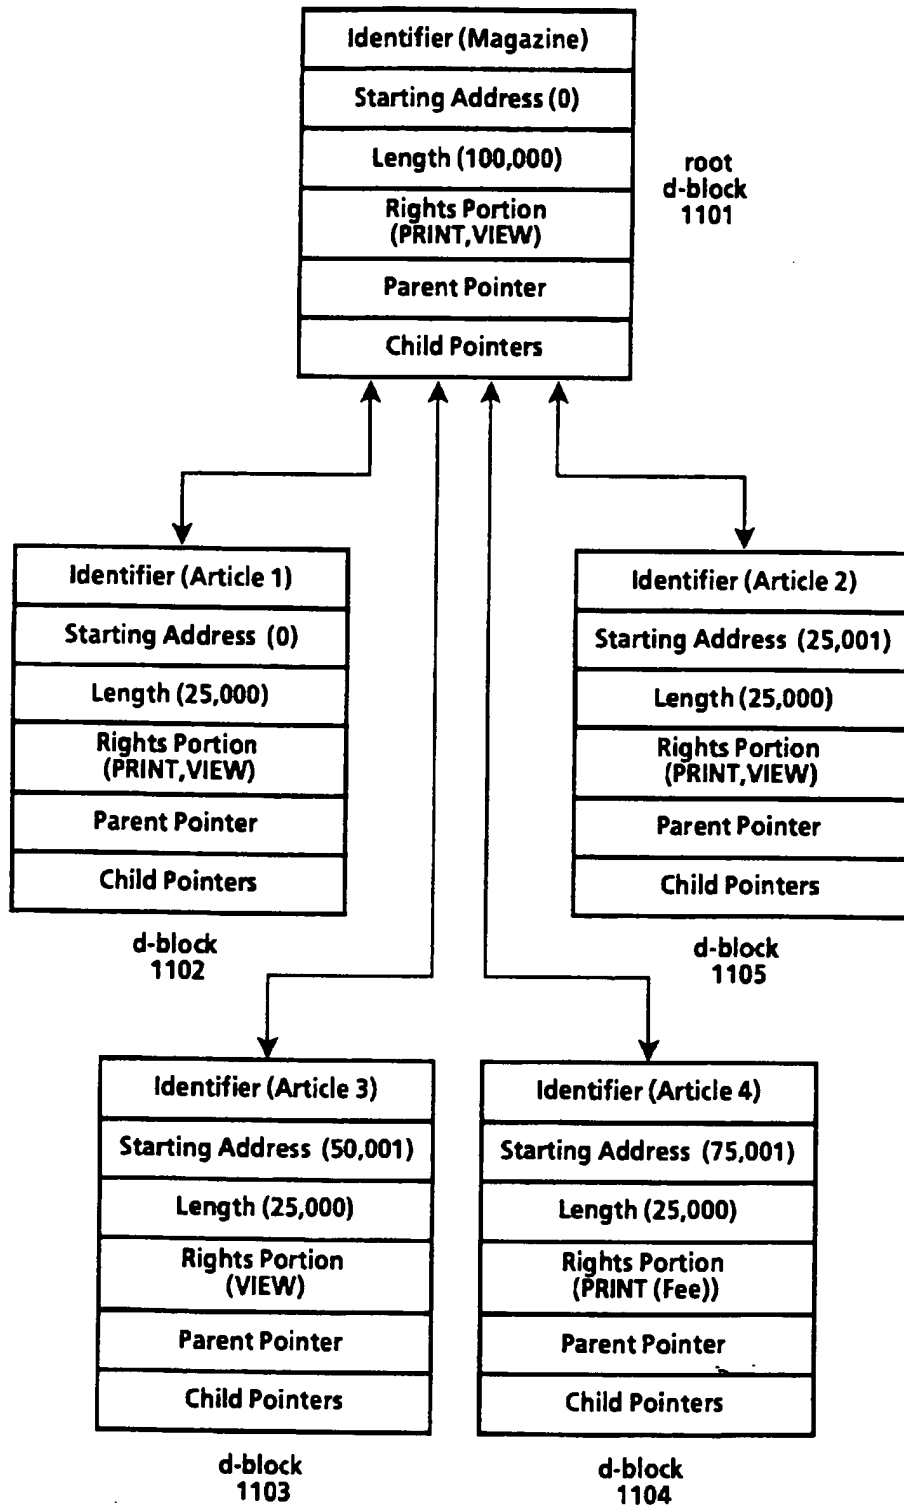 Identifier (Magazine)
Starting Address (0)
Length (100,000)
Rights Portion
(PRINT,VIEW)
Parent Pointer
Child Pointers
root
d-block
1101
Identifier (Article 1)
Starting Address (0)
Length (25,000)
Rights Portion
(PRINT,VIEW)
Parent Pointer
Child Pointers
d-block
1102
Identifier (Article 2)
Starting Address (25,001)
Length (25,000)
Rights Portion
(PRINT,VIEW)
Parent Pointer
Child Pointers
d-block
1105
Identifier (Article 3)
Starting Address (50,001)
Length (25,000)
Rights Portion
(VIEW)
Parent Pointer
Child Pointers
d-block
1103
Identifier (Article 4)
Starting Address (75,001)
Length (25,000)
Rights Portion
(PRINT (Fee))
Parent Pointer
Child Pointers
d-block
1104